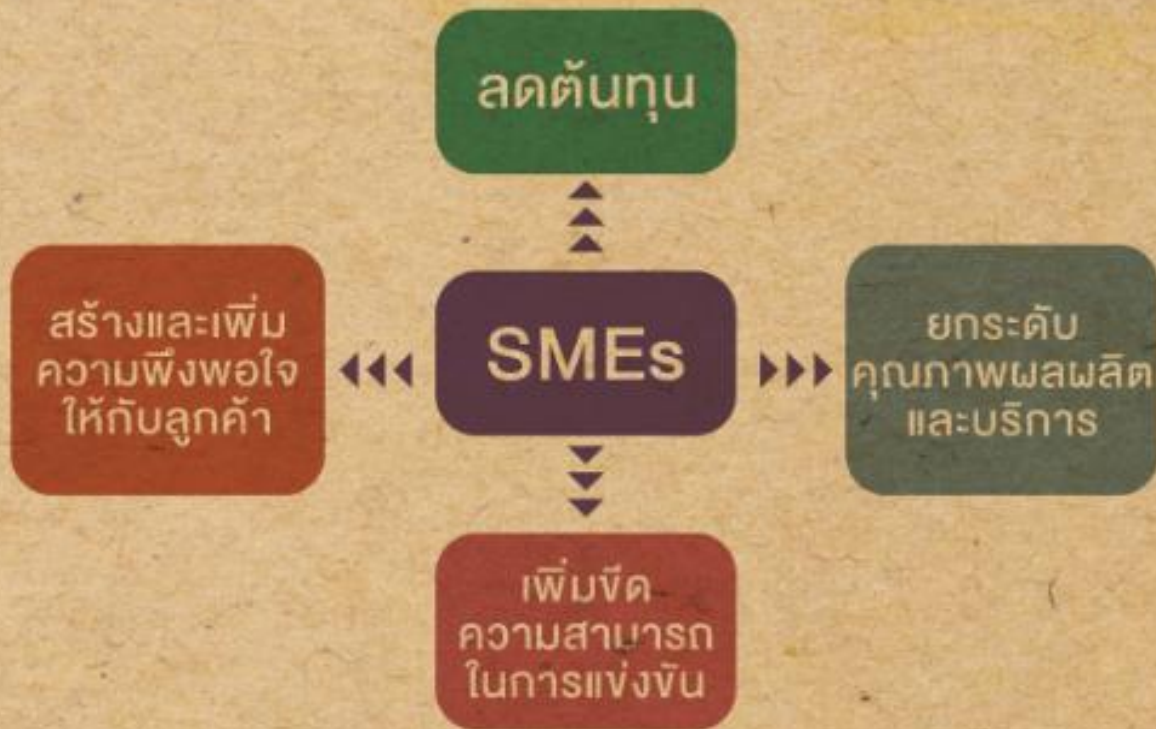 ลดต้นทุน
สร้างและเพิ่ม
ความพึงพอใจ
ให้กับลูกค้า
SMEs
ยกระดับ
คุณภาพผลผลิต
และบริการ
เพิ่มขีด
ความสามารถ
ในการแข่งขัน